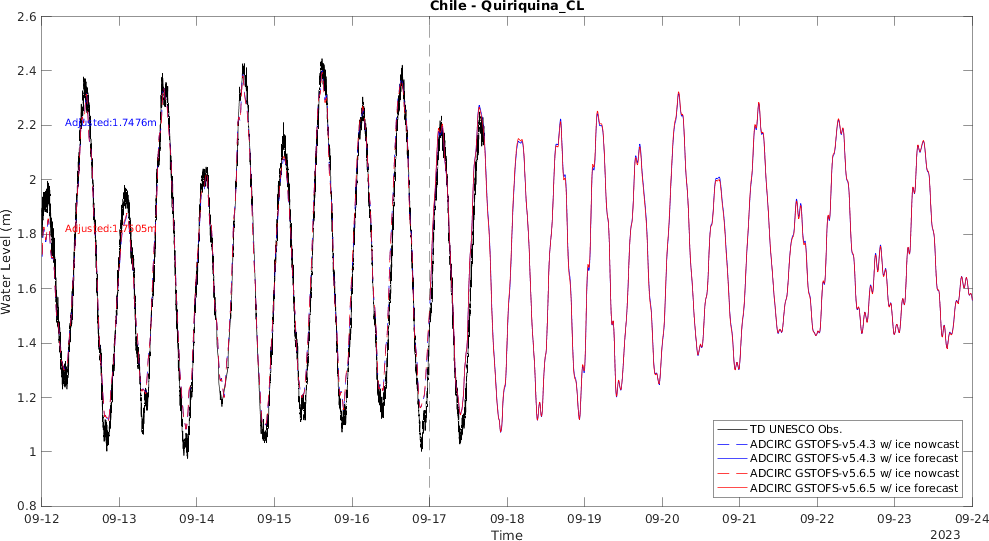 Chile - Quiriquina_CL
2.6
2.4
2.2
2
1.8
1.6
1.4
1.2
1
0.8
Water Level (m)
Adjusted:1.7476m
Adjusted:1.7505m
TD UNESCO Obs.
ADCIRC GSTOFS-v5.4.3 w/ ice nowcast
ADCIRC GSTOFS-v5.4.3 w/ ice forecast
ADCIRC GSTOFS-v5.6.5 w/ ice nowcast
ADCIRC GSTOFS-v5.6.5 w/ ice forecast
09-12 09-13 09-14 09-15 09-16 09-17 09-18 09-19 09-20 09-21 09-22 09-23 09-24
Time
2023